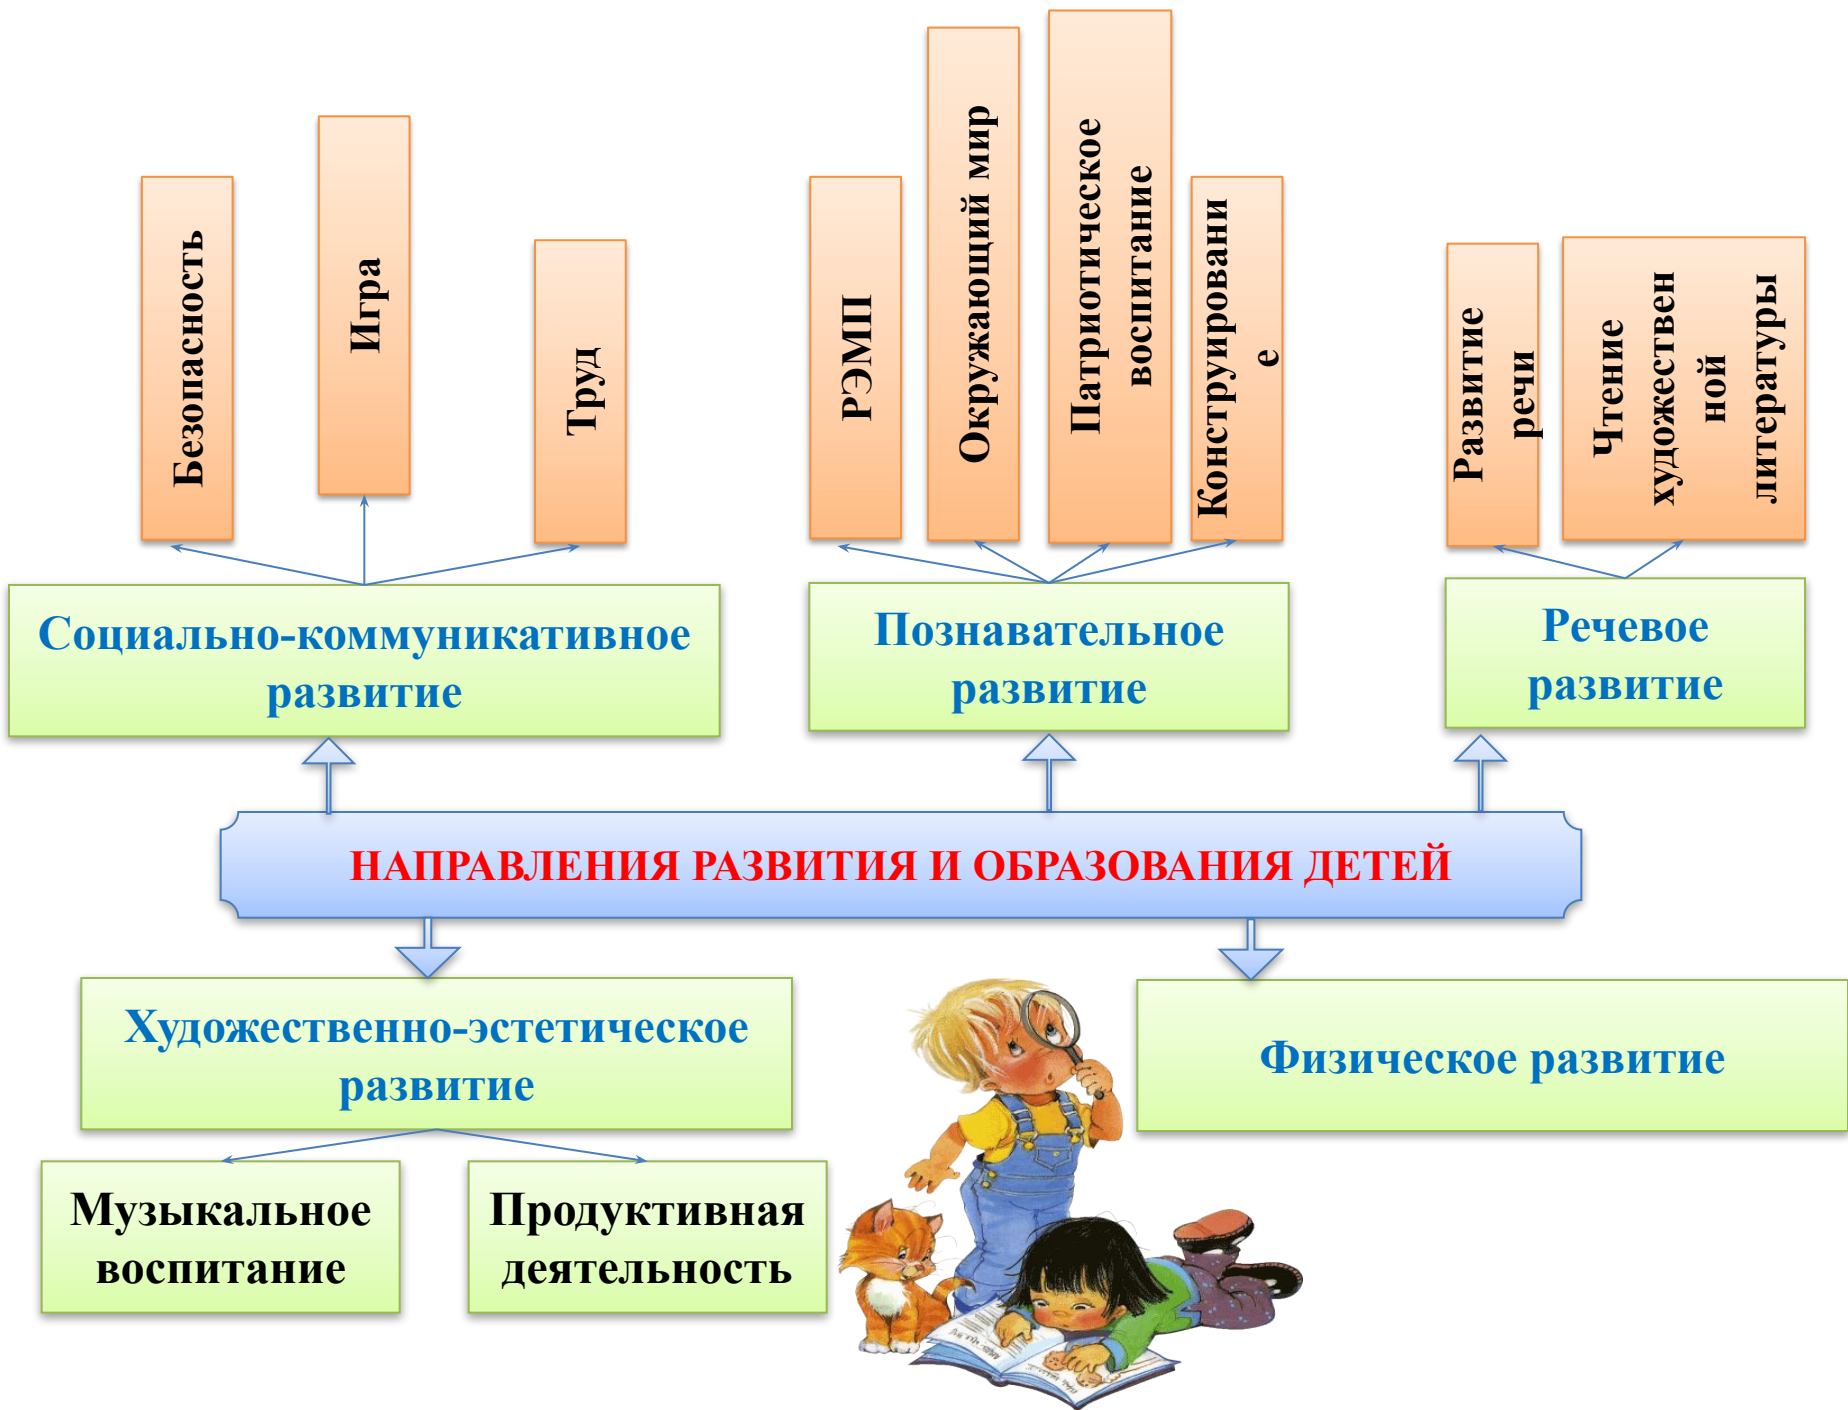 Безопасность
Игра
Труд
РЭМП
Окружающий мир
Патриотическое
воспитание
Конструировани
е
Развитие
речи
Чтение
художествен
ной
литературы
Социально-коммуникативное
развитие
Познавательное
развитие
Речевое
развитие
НАПРАВЛЕНИЯ РАЗВИТИЯ И ОБРАЗОВАНИЯ ДЕТЕЙ
Художественно-эстетическое
развитие
Физическое развитие
Музыкальное
воспитание
Продуктивная
деятельность